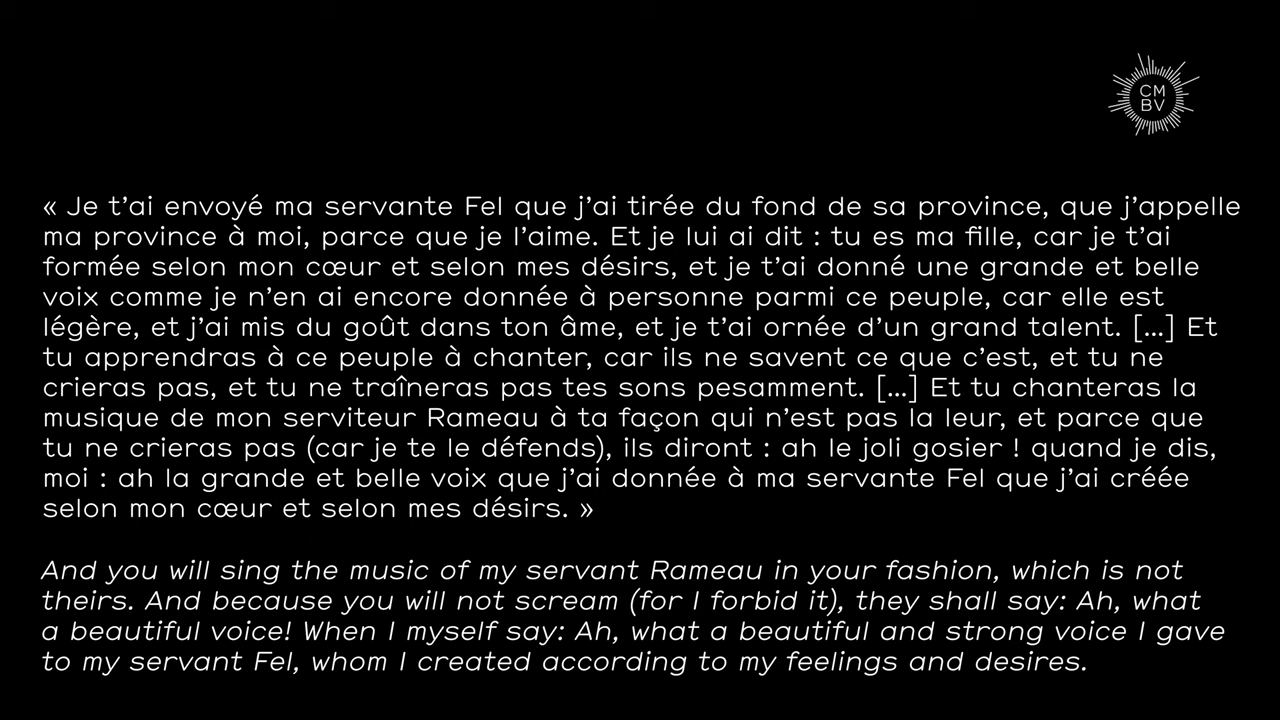 CM
BV
« Je t’ai envoyé ma servante Fel que j’ai tirée du fond de sa province, que j’appelle
ma province à moi, parce que je l’aime. Et je lui ai dit : tu es ma fille, car je t’ai
formée selon mon cœur et selon mes désirs, et je t’ai donné une grande et belle
voix comme je n’en ai encore donnée à personne parmi ce peuple, car elle est
légère, et j’ai mis du goût dans ton âme, et je t’ai ornée d’un grand talent. [...] Et
tu apprendras à ce peuple à chanter, car ils ne savent ce que c’est, et tu ne
crieras pas, et tu ne traîneras pas tes sons pesamment. [...] Et tu chanteras la
musique de mon serviteur Rameau à ta façon qui n’est pas la leur, et parce que
tu ne crieras pas (car je te le défends), ils diront : ah le joli gosier ! quand je dis,
moi : ah la grande et belle voix que j’ai donnée à ma servante Fel que j’ai créée
selon mon cœur et selon mes désirs. »
And you will sing the music of my servant Rameau in your fashion, which is not
theirs. And because you will not scream (for I forbid it), they shall say: Ah, what
a beautiful voice! When I myself say: Ah, what a beautiful and strong voice I gave
to my servant Fel, whom I created according to my feelings and desires.